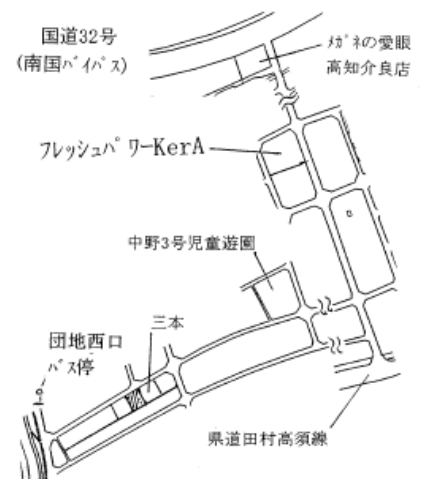 国道32号
(南国ﾊﾞｲﾊﾟｽ)
ﾒｶﾞﾈの愛眼
高知介良店
ﾌﾚｯｼｭﾊﾟﾜｰKerA
中野3号児童遊園
三本
団地西口
ﾊﾞｽ停
県道田村高須線